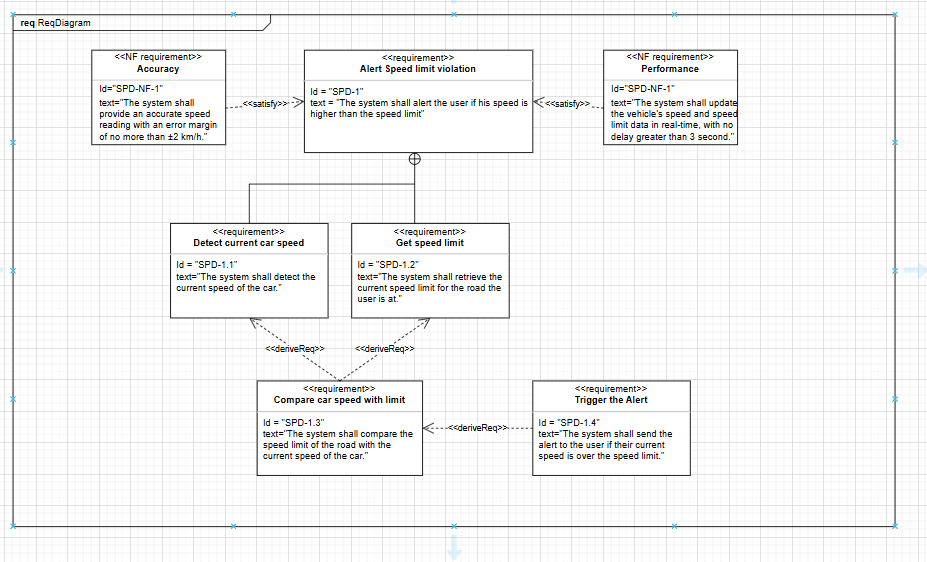 req ReqDiagram
<<NF requirement>>
Accuracy
Id="SPD-NF-1"
text="The system shall
provide an accurate speed
reading with an error margin
of no more than ±2 km/h."
<<satisfy>>
<<requirement>>
Alert Speed limit violation
Id = "SPD-1"
text = "The system shall alert the user if his speed is
higher than the speed limit"
<<satisfy>>
<<NF requirement>>
Performance
Id="SPD-NF-1"
text="The system shall update
the vehicle's speed and speed
limit data in real-time, with no
delay greater than 3 second."
<<requirement>>
Detect current car speed
Id = "SPD-1.1"
text="The system shall detect the
current speed of the car."
<<requirement>>
Get speed limit
Id = "SPD-1.2"
text="The system shall retrieve the
current speed limit for the road the
user is at."
<<deriveReq>>
<<deriveReq>>
<<requirement>>
Compare car speed with limit
Id = "SPD-1.3"
text="The system shall compare the
speed limit of the road with the
current speed of the car."
<<deriveReq>>
<<requirement>>
Trigger the Alert
Id = "SPD-1.4"
text="The system shall send the
alert to the user if their current
speed is over the speed limit."